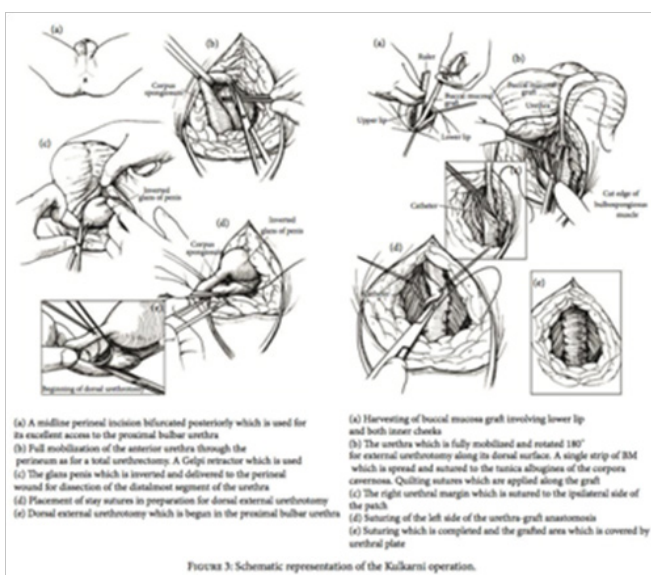 (a)
(b)
Corpus
spongiosum
(c)
Inverted
glans of penis
(d)
Corpus
spongiosum
Inverted
glans of penis
(e)
Beginning of dorsal urethrotomy
(a) A midline perineal incision bifurcated posteriorly which is used for
its excellent access to the proximal bulbar urethra
(b) Full mobilization of the anterior urethra through the
perineum as for a total urethrectomy. A Gelpi retractor which is used
(c) The glans penis which is inverted and delivered to the perineal
wound for dissection of the distalmost segment of the urethra
(d) Placement of stay sutures in preparation for dorsal external urethrotomy
(e) Dorsal external urethrotomy which is begun in the proximal bulbar urethra
(a)
Ruler
Buccal mucosa
graft
Upper lip
Lower lip
(b)
Buccal mucosa
graft
Urethra
Cut edge of
bulbospongiosus
muscle
(c)
Catheter
(d)
(e)
(a) Harvesting of buccal mucosa graft involving lower lip
and both inner cheeks
(b) The urethra which is fully mobilized and rotated 180°
for external urethrotomy along its dorsal surface. A single strip of BM
which is spread and sutured to the tunica albuginea of the corpora
cavernosa. Quilting sutures which are applied along the graft
(c) The right urethral margin which is sutured to the ipsilateral side of
the patch
(d) Suturing of the left side of the urethra-graft anastomosis
(e) Suturing which is completed and the grafted area which is covered by
urethral plate
FIGURE 3: Schematic representation of the Kulkarni operation.